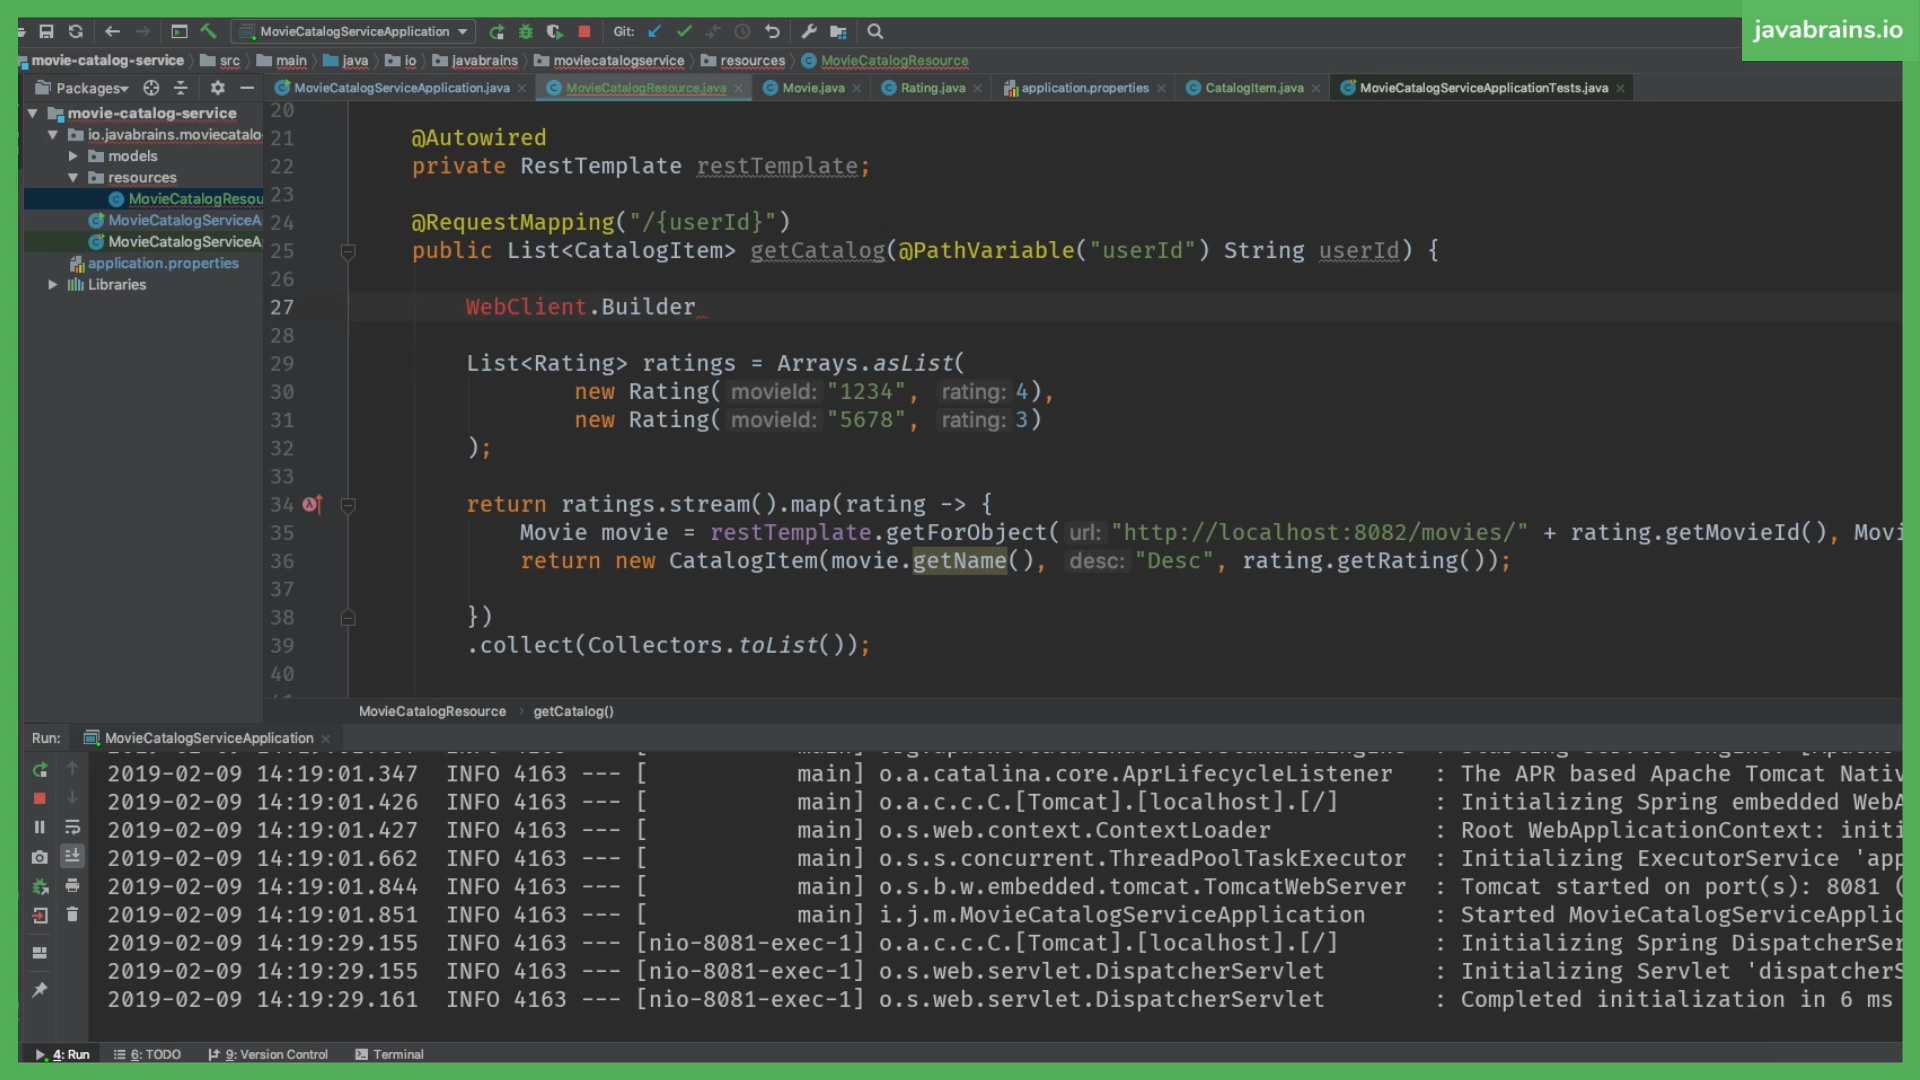 javabrains.io
MovieCatalogServiceApplication Git:
movie-catalog-service src main java io javabrains moviecatalogservice resources MovieCatalogResource
Packages MovieCatalogServiceApplication.java MovieCatalogResource.java Movie.java Rating.java application.properties CatalogItem.java MovieCatalogServiceApplicationTests.java
movie-catalog-service
io.javabrains.moviecatalo
models
resources
MovieCatalogResou
MovieCatalogServiceA
MovieCatalogServiceA
application.properties
Libraries
20
21 @Autowired
22 private RestTemplate restTemplate;
23
24 @RequestMapping("/{userId}")
25 public List<CatalogItem> getCatalog(@PathVariable("userId") String userId) {
26
27 WebClient.Builder
28
29 List<Rating> ratings = Arrays.asList(
30 new Rating( movieId: "1234", rating: 4),
31 new Rating( movieId: "5678", rating: 3)
32 );
33
34 return ratings.stream().map(rating -> {
35 Movie movie = restTemplate.getForObject( url: "http://localhost:8082/movies/" + rating.getMovieId(), Movi
36 return new CatalogItem(movie.getName(), desc: "Desc", rating.getRating());
37
38 })
39 .collect(Collectors.toList());
40
MovieCatalogResource › getCatalog()
Run: MovieCatalogServiceApplication
2019-02-09 14:19:01.347 INFO 4163 --- [ main] o.a.catalina.core.AprLifecycleListener : The APR based Apache Tomcat Nativ
2019-02-09 14:19:01.426 INFO 4163 --- [ main] o.a.c.c.C.[Tomcat].[localhost].[/] : Initializing Spring embedded WebA
2019-02-09 14:19:01.427 INFO 4163 --- [ main] o.s.web.context.ContextLoader : Root WebApplicationContext: initi
2019-02-09 14:19:01.662 INFO 4163 --- [ main] o.s.s.concurrent.ThreadPoolTaskExecutor : Initializing ExecutorService 'app
2019-02-09 14:19:01.844 INFO 4163 --- [ main] o.s.b.w.embedded.tomcat.TomcatWebServer : Tomcat started on port(s): 8081 (
2019-02-09 14:19:01.851 INFO 4163 --- [ main] i.j.m.MovieCatalogServiceApplication : Started MovieCatalogServiceApplic
2019-02-09 14:19:29.155 INFO 4163 --- [nio-8081-exec-1] o.a.c.c.C.[Tomcat].[localhost].[/] : Initializing Spring DispatcherSer
2019-02-09 14:19:29.155 INFO 4163 --- [nio-8081-exec-1] o.s.web.servlet.DispatcherServlet : Initializing Servlet 'dispatcherS
2019-02-09 14:19:29.161 INFO 4163 --- [nio-8081-exec-1] o.s.web.servlet.DispatcherServlet : Completed initialization in 6 ms
4: Run 6: TODO 9: Version Control Terminal